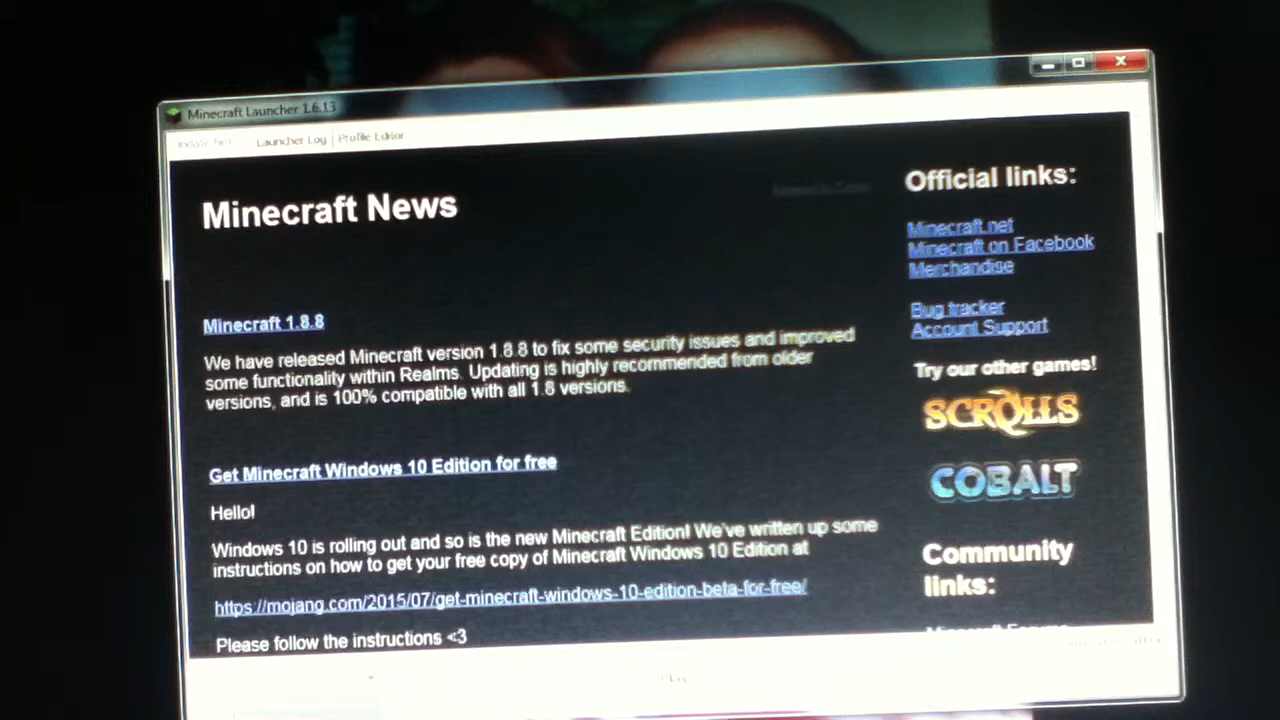 Minecraft Launcher 1.6.13
Launcher Log | Profile Editor
Minecraft News
Official links:
Minecraft.net
Minecraft on Facebook
Merchandise
Bug tracker
Account Support
Try our other games!
SCROLLS
COBALT
Community
links:
Minecraft 1.8.8
We have released Minecraft version 1.8.8 to fix some security issues and improved
some functionality within Realms. Updating is highly recommended from older
versions, and is 100% compatible with all 1.8 versions.
Get Minecraft Windows 10 Edition for free
Hello!
Windows 10 is rolling out and so is the new Minecraft Edition! We've written up some
instructions on how to get your free copy of Minecraft Windows 10 Edition at
https://mojang.com/2015/07/get-minecraft-windows-10-edition-beta-for-free/
Please follow the instructions <3